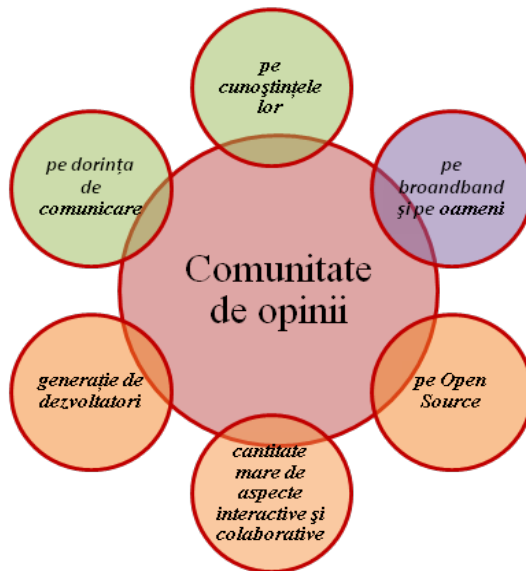 pe
cunoştinţele
lor
pe dorinţa
de
comunicare
pe
broandband
şi pe oameni
Comunitate
de opinii
generaţie de
dezvoltatori
pe Open
Source
cantitate
mare de
aspecte
interactive şi
colaborative